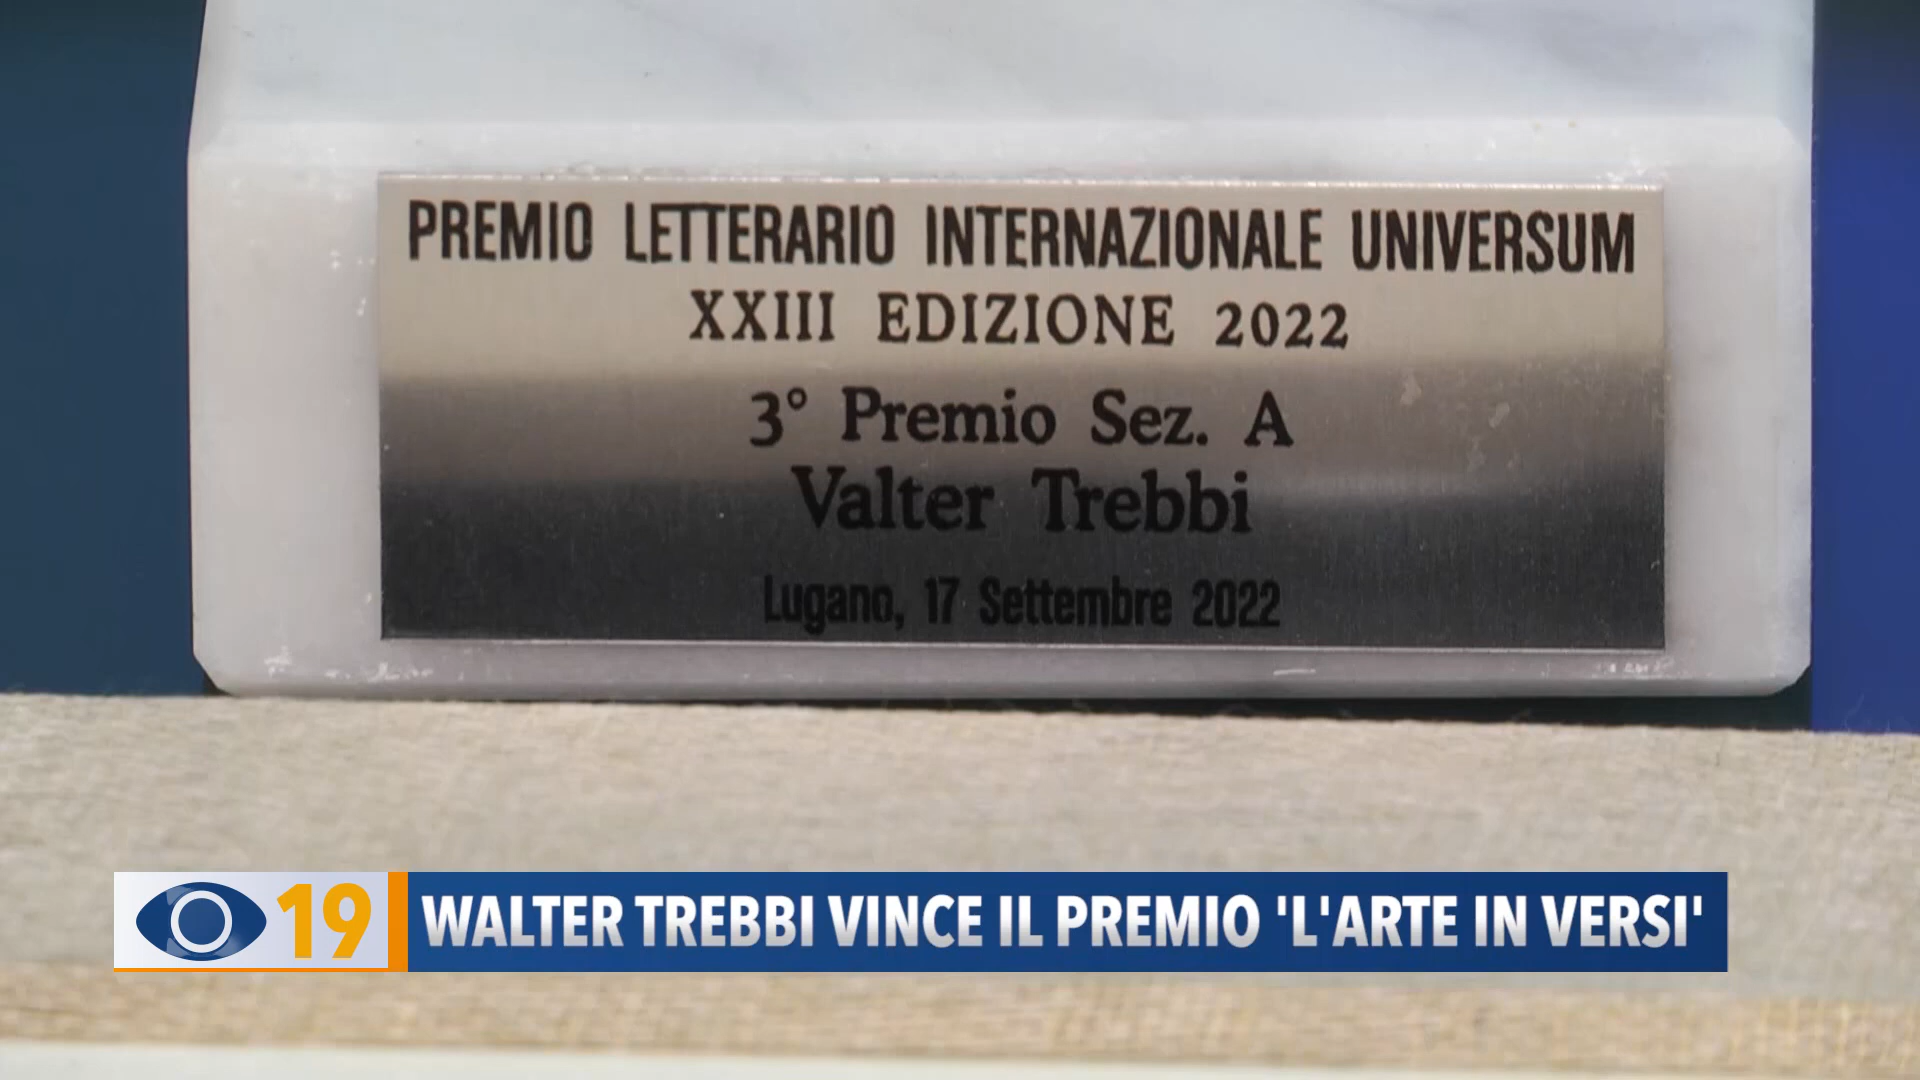 PREMIO LETTERARIO INTERNAZIONALE UNIVERSUM
XXIII EDIZIONE 2022
3° Premio Sez. A
Valter Trebbi
Lugano, 17 Settembre 2022
19 WALTER TREBBI VINCE IL PREMIO 'L'ARTE IN VERSI'